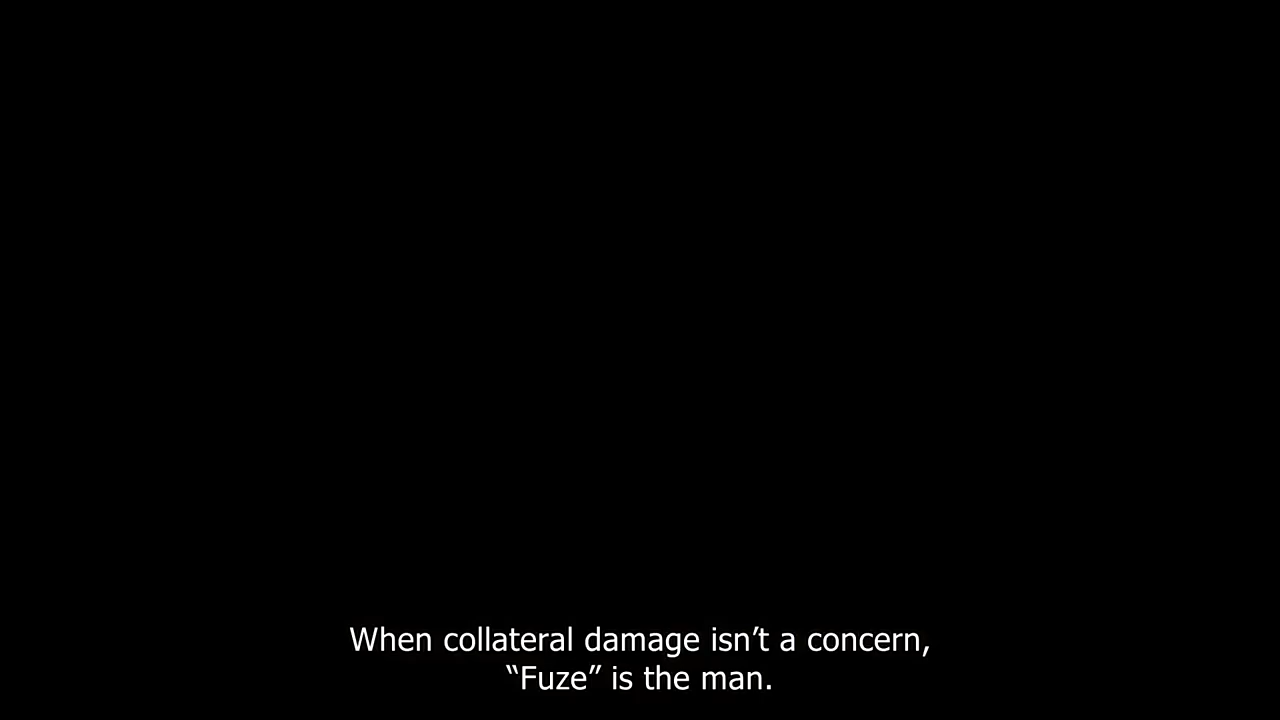 When collateral damage isn’t a concern,
“Fuze” is the man.